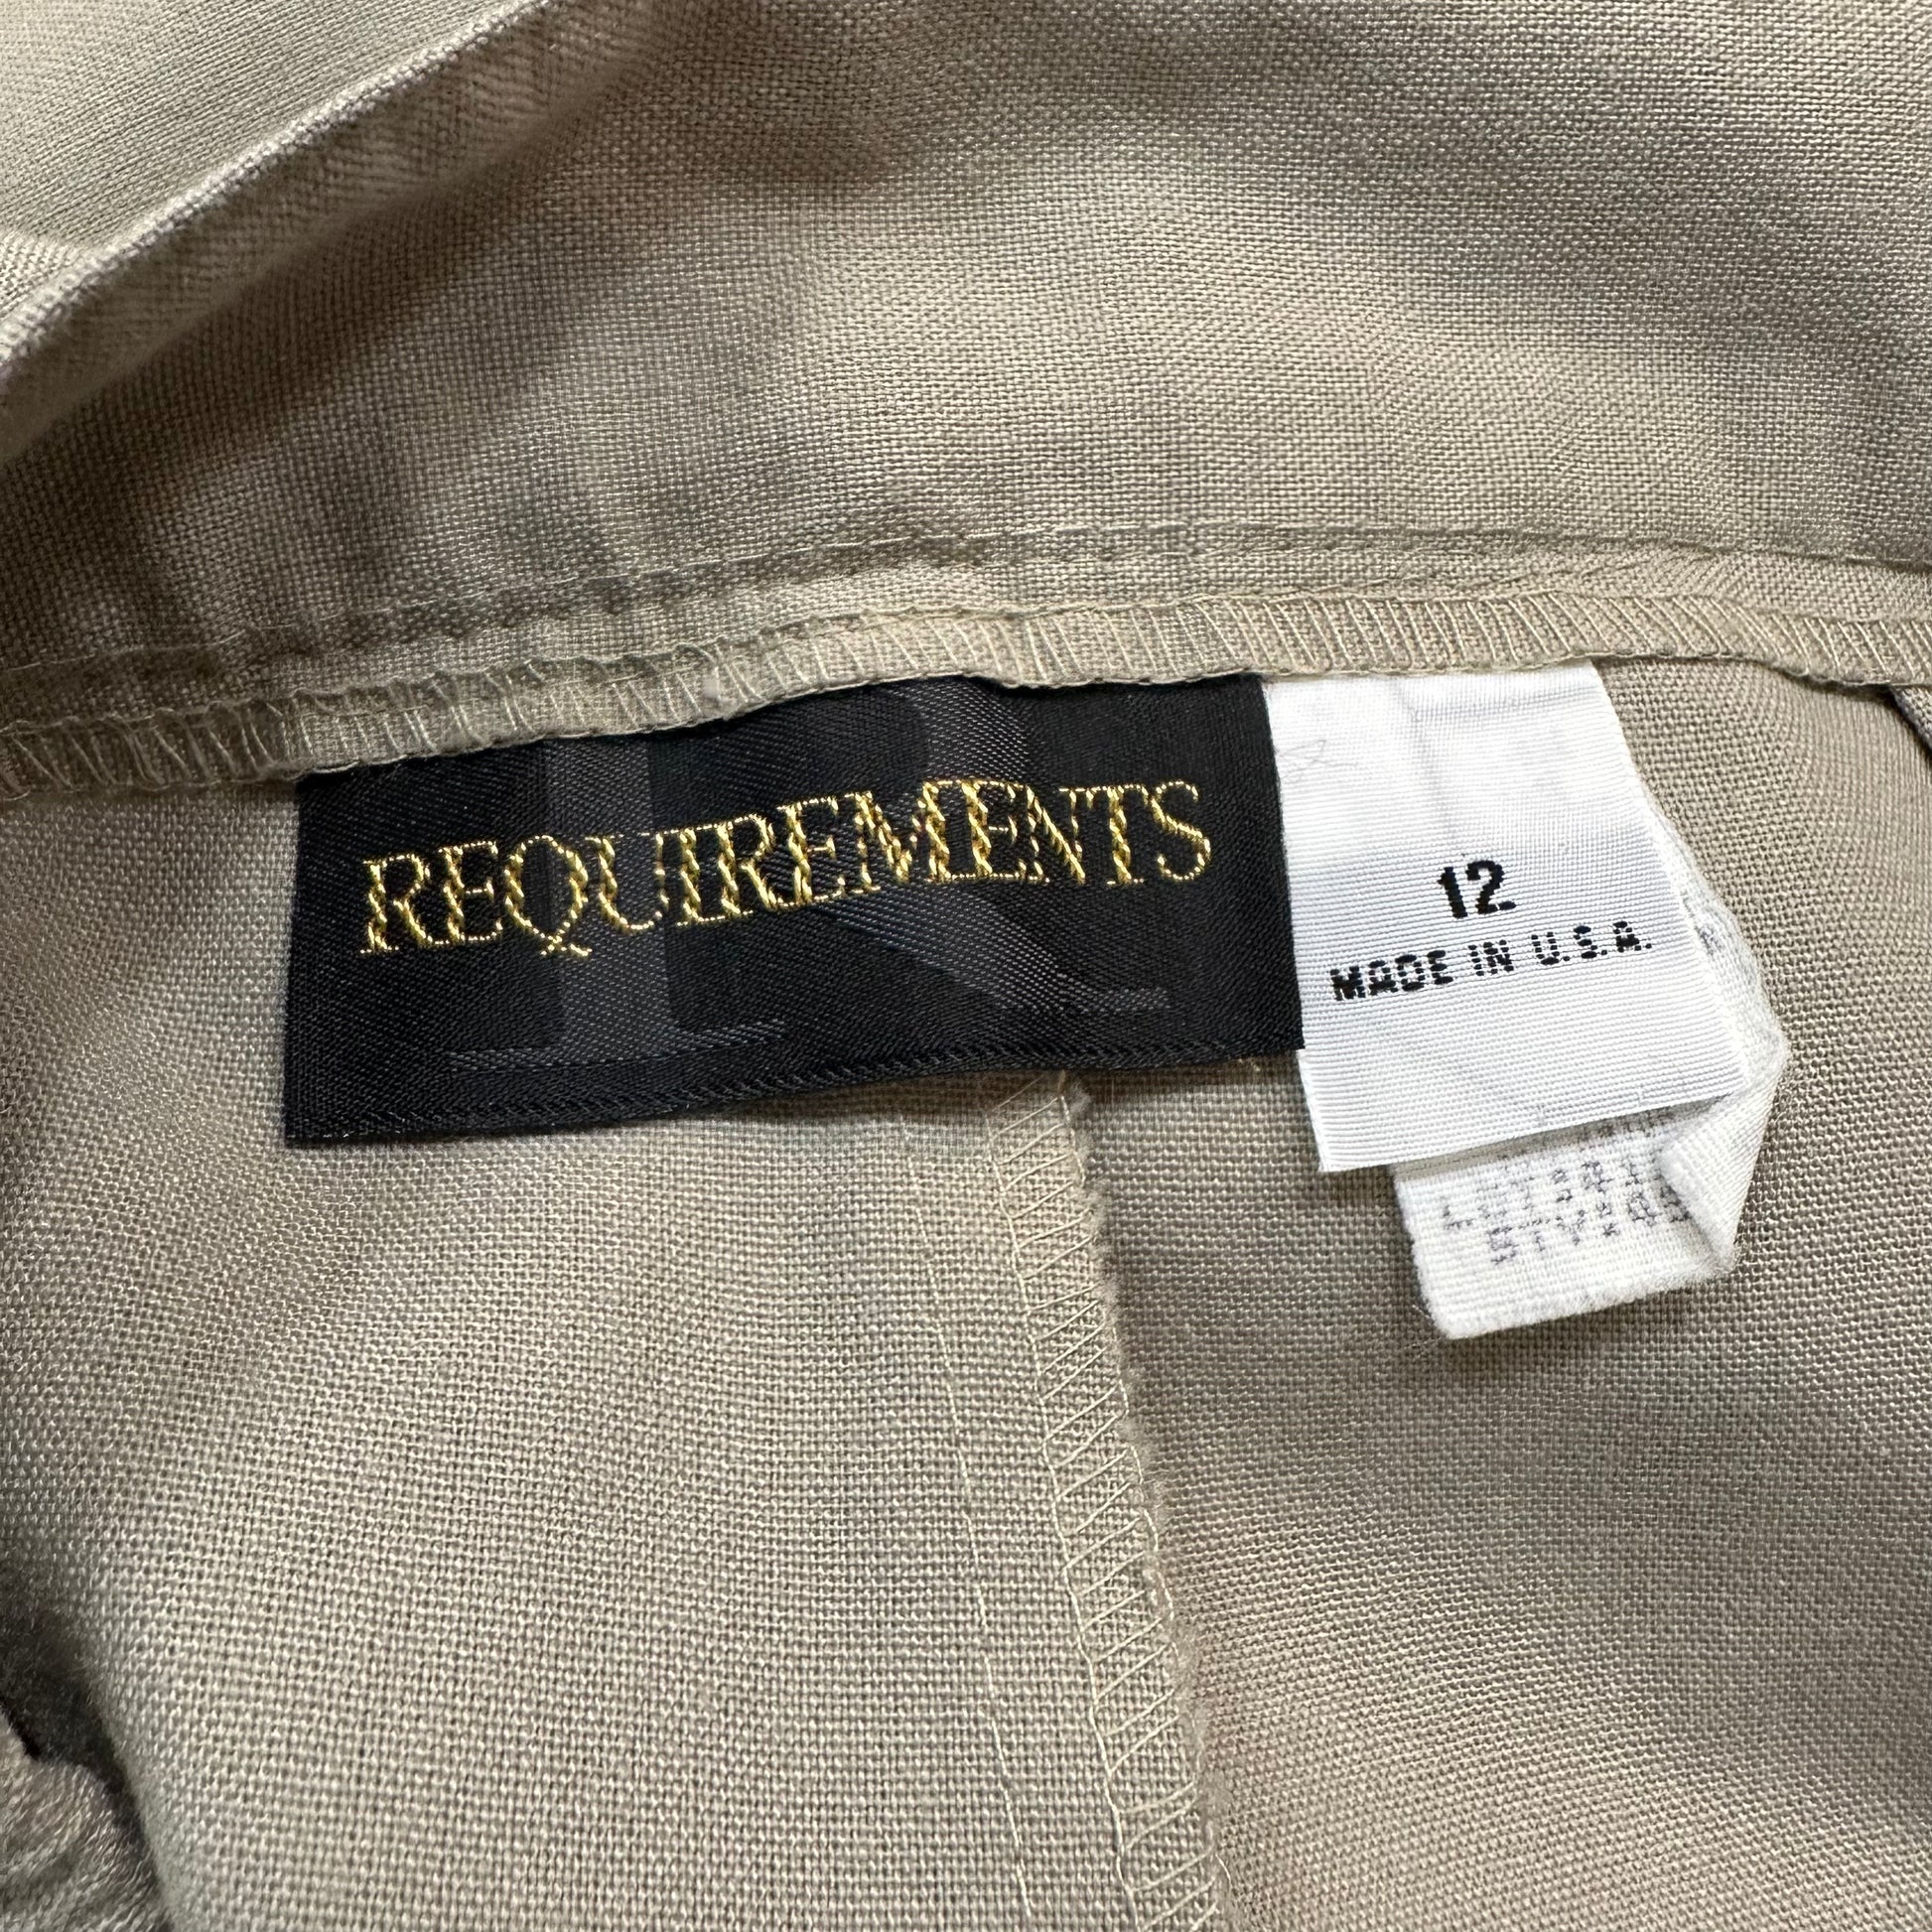 REQUIREMENTS
12
MADE IN U.S.A.